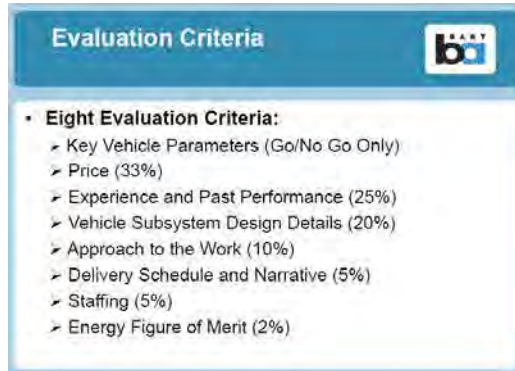 Evaluation Criteria
BART
ba
• Eight Evaluation Criteria:
➢ Key Vehicle Parameters (Go/No Go Only)
➢ Price (33%)
➢ Experience and Past Performance (25%)
➢ Vehicle Subsystem Design Details (20%)
➢ Approach to the Work (10%)
➢ Delivery Schedule and Narrative (5%)
➢ Staffing (5%)
➢ Energy Figure of Merit (2%)